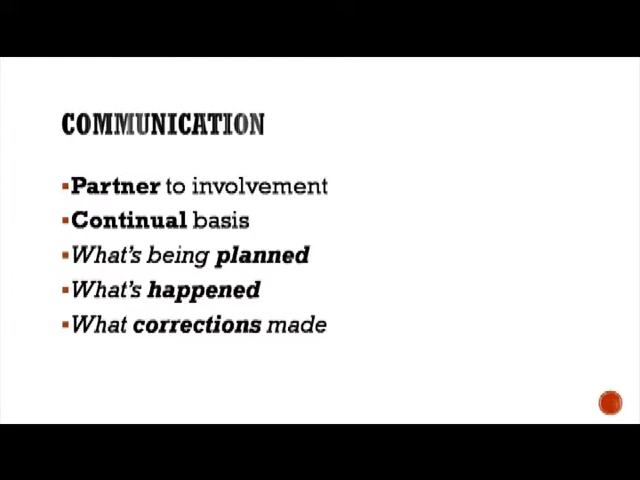 COMMUNICATION
▪Partner to involvement
▪Continual basis
▪What's being planned
▪What's happened
▪What corrections made